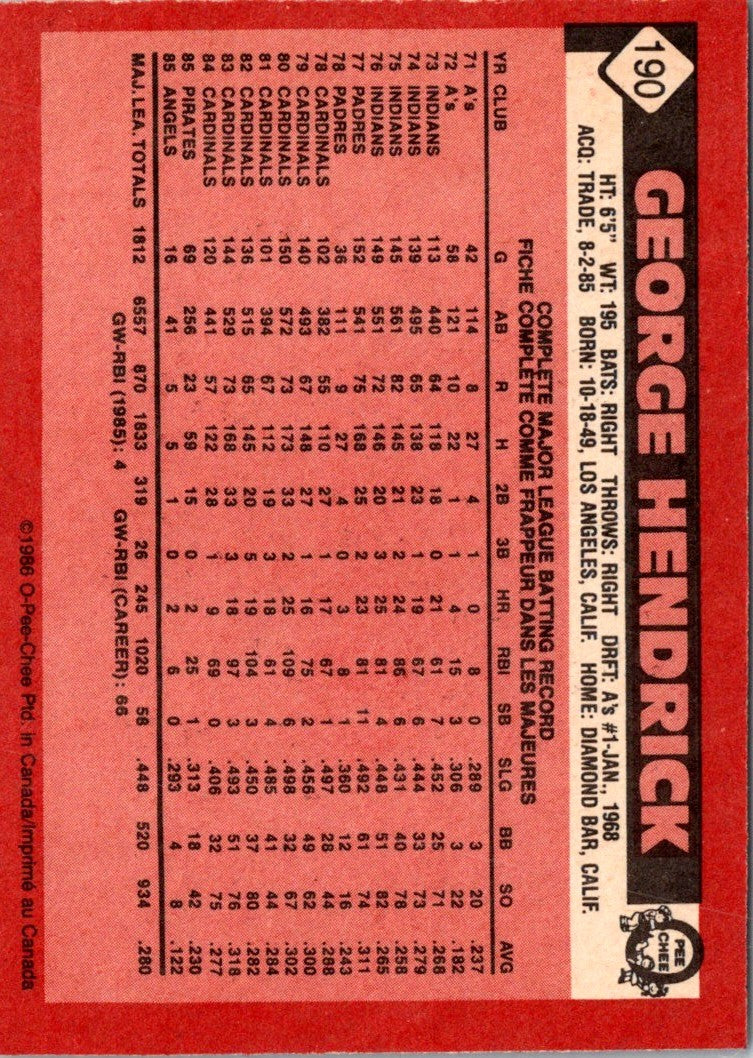 190
GEORGE HENDRICK
O PEE CHEE
HT: 6'5" WT: 195 BATS: RIGHT THROWS: RIGHT DRFT: A's #1-JAN., 1968
ACQ: TRADE, 8-2-85 BORN: 10-18-49, LOS ANGELES, CALIF. HOME: DIAMOND BAR, CALIF.
COMPLETE MAJOR LEAGUE BATTING RECORD
FICHE COMPLÈTE COMME FRAPPEUR DANS LES MAJEURES
YR CLUB G AB R H 2B 3B HR RBI SB SLG BB SO AVG
71 A's 42 114 8 27 4 1 0 8 0 .289 3 20 .237
72 A's 58 121 10 22 1 1 4 15 3 .306 3 22 .182
73 INDIANS 113 440 64 118 18 0 21 61 7 .452 25 71 .268
74 INDIANS 139 495 65 138 23 1 19 67 6 .444 33 73 .279
75 INDIANS 145 561 82 145 21 2 24 86 6 .431 40 78 .258
76 INDIANS 149 551 72 146 20 3 25 81 4 .448 51 82 .265
77 PADRES 152 541 75 168 25 2 23 81 11 .492 61 74 .311
78 PADRES 36 111 9 27 4 0 3 8 1 .360 12 16 .243
78 CARDINALS 102 382 55 110 27 1 17 67 1 .497 28 44 .288
79 CARDINALS 140 493 67 148 27 1 16 75 2 .456 49 62 .300
80 CARDINALS 150 572 73 173 33 2 25 109 6 .498 32 67 .302
81 CARDINALS 101 394 67 112 19 3 18 61 4 .485 41 44 .284
82 CARDINALS 136 515 65 145 20 5 19 104 3 .450 37 80 .282
83 CARDINALS 144 529 73 168 33 3 18 97 3 .493 51 76 .318
84 CARDINALS 120 441 57 122 28 1 9 69 0 .406 32 75 .277
85 PIRATES 69 256 23 59 15 0 2 25 1 .313 18 42 .230
85 ANGELS 16 41 5 5 1 0 2 6 0 .293 4 8 .122
MAJ. LEA. TOTALS 1812 6557 870 1833 319 26 245 1020 58 .448 520 934 .280
GW-RBI (1985): 4 GW-RBI (CAREER): 66
©1986 O-Pee-Chee Ptd. in Canada/Imprimé au Canada